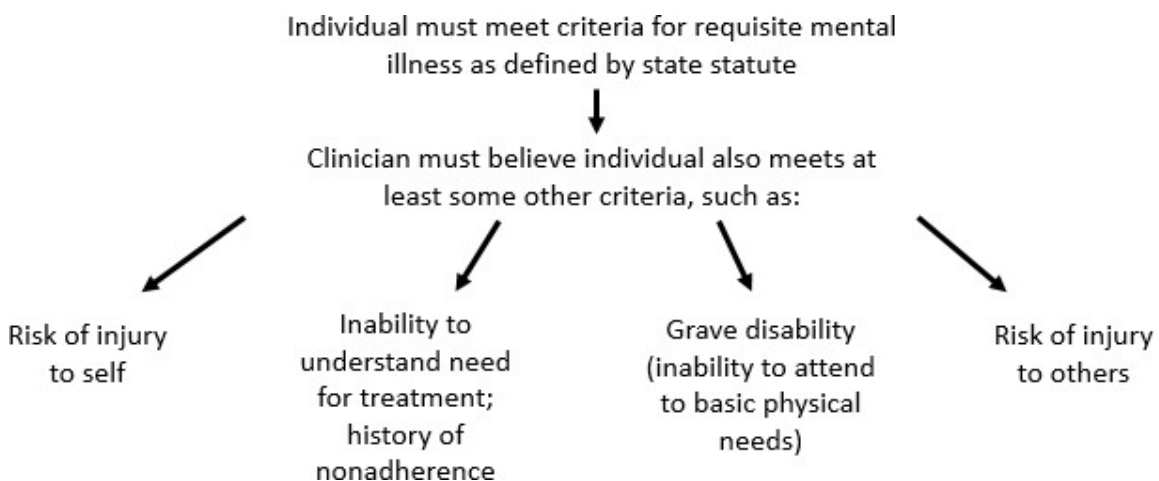 Individual must meet criteria for requisite mental
illness as defined by state statute
Clinician must believe individual also meets at
least some other criteria, such as:
Risk of injury
to self
Inability to
understand need
for treatment;
history of
nonadherence
Grave disability
(inability to attend
to basic physical
needs)
Risk of injury
to others